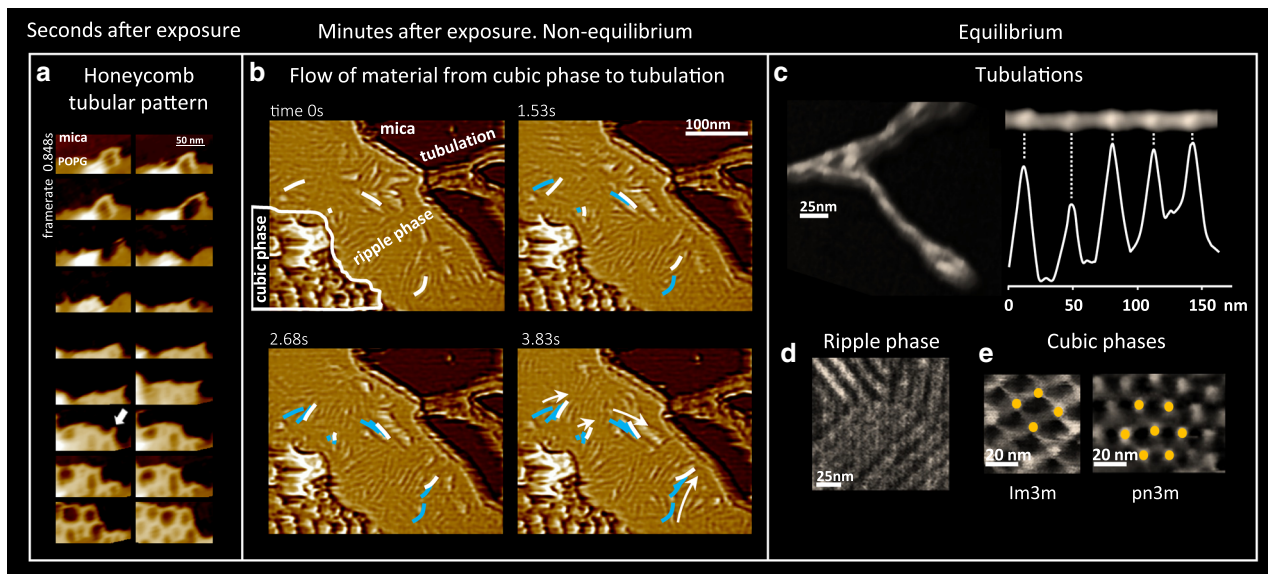 Seconds after exposure
Minutes after exposure. Non-equilibrium
Equilibrium
a
Honeycomb
tubular pattern
framerate 0.848s
mica
POPG
50 nm
b
Flow of material from cubic phase to tubulation
time 0s
mica
tubulation
ripple phase
cubic phase
1.53s
100nm
2.68s
3.83s
c
Tubulations
25nm
0
50
100
150
nm
d
Ripple phase
25nm
e
Cubic phases
20 nm
20 nm
Im3m
pn3m